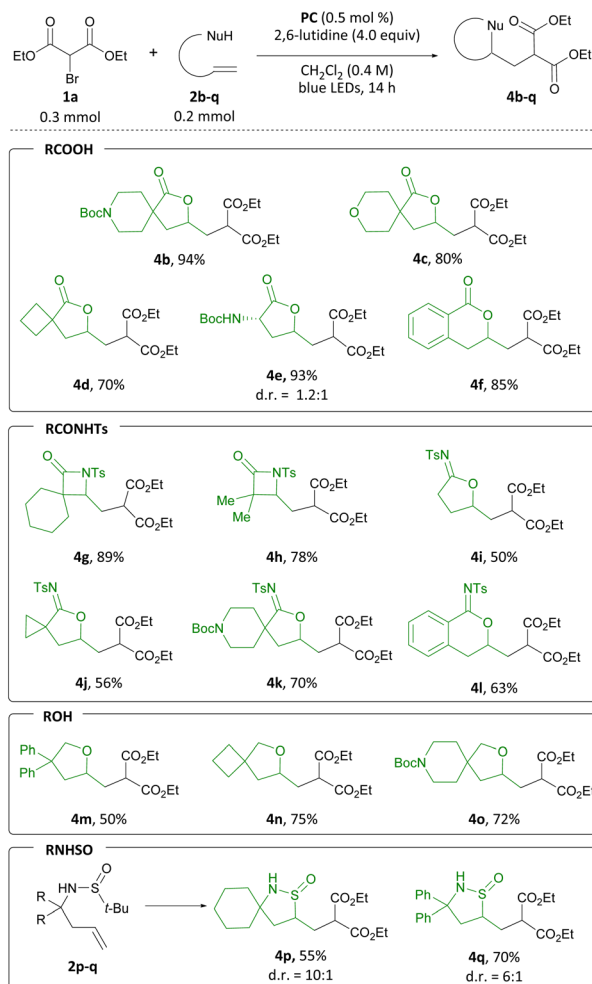 PC (0.5 mol %)
2,6-lutidine (4.0 equiv)
CH2Cl2 (0.4 M)
blue LEDs, 14 h
O O
EtO OEt
Br
1a
0.3 mmol
+
NuH
2b-q
0.2 mmol
Nu O OEt
OEt
O
4b-q
RCOOH
O
BocN O CO2Et
CO2Et
4b, 94%
O
O O CO2Et
CO2Et
4c, 80%
O
O CO2Et
CO2Et
4d, 70%
O
BocHN O CO2Et
CO2Et
4e, 93%
d.r. = 1.2:1
O
O CO2Et
CO2Et
4f, 85%
RCONHTs
O NTs
CO2Et
CO2Et
4g, 89%
O NTs
Me CO2Et
Me CO2Et
4h, 78%
TsN
O CO2Et
CO2Et
4i, 50%
TsN
O CO2Et
CO2Et
4j, 56%
TsN
BocN O CO2Et
CO2Et
4k, 70%
NTs
O CO2Et
CO2Et
4l, 63%
ROH
Ph O CO2Et
Ph CO2Et
4m, 50%
O CO2Et
CO2Et
4n, 75%
BocN O CO2Et
CO2Et
4o, 72%
RNHSO
O
HN S
R t-Bu
R
2p-q
H
N O
S CO2Et
CO2Et
4p, 55%
d.r. = 10:1
Ph NH O
Ph S CO2Et
CO2Et
4q, 70%
d.r. = 6:1